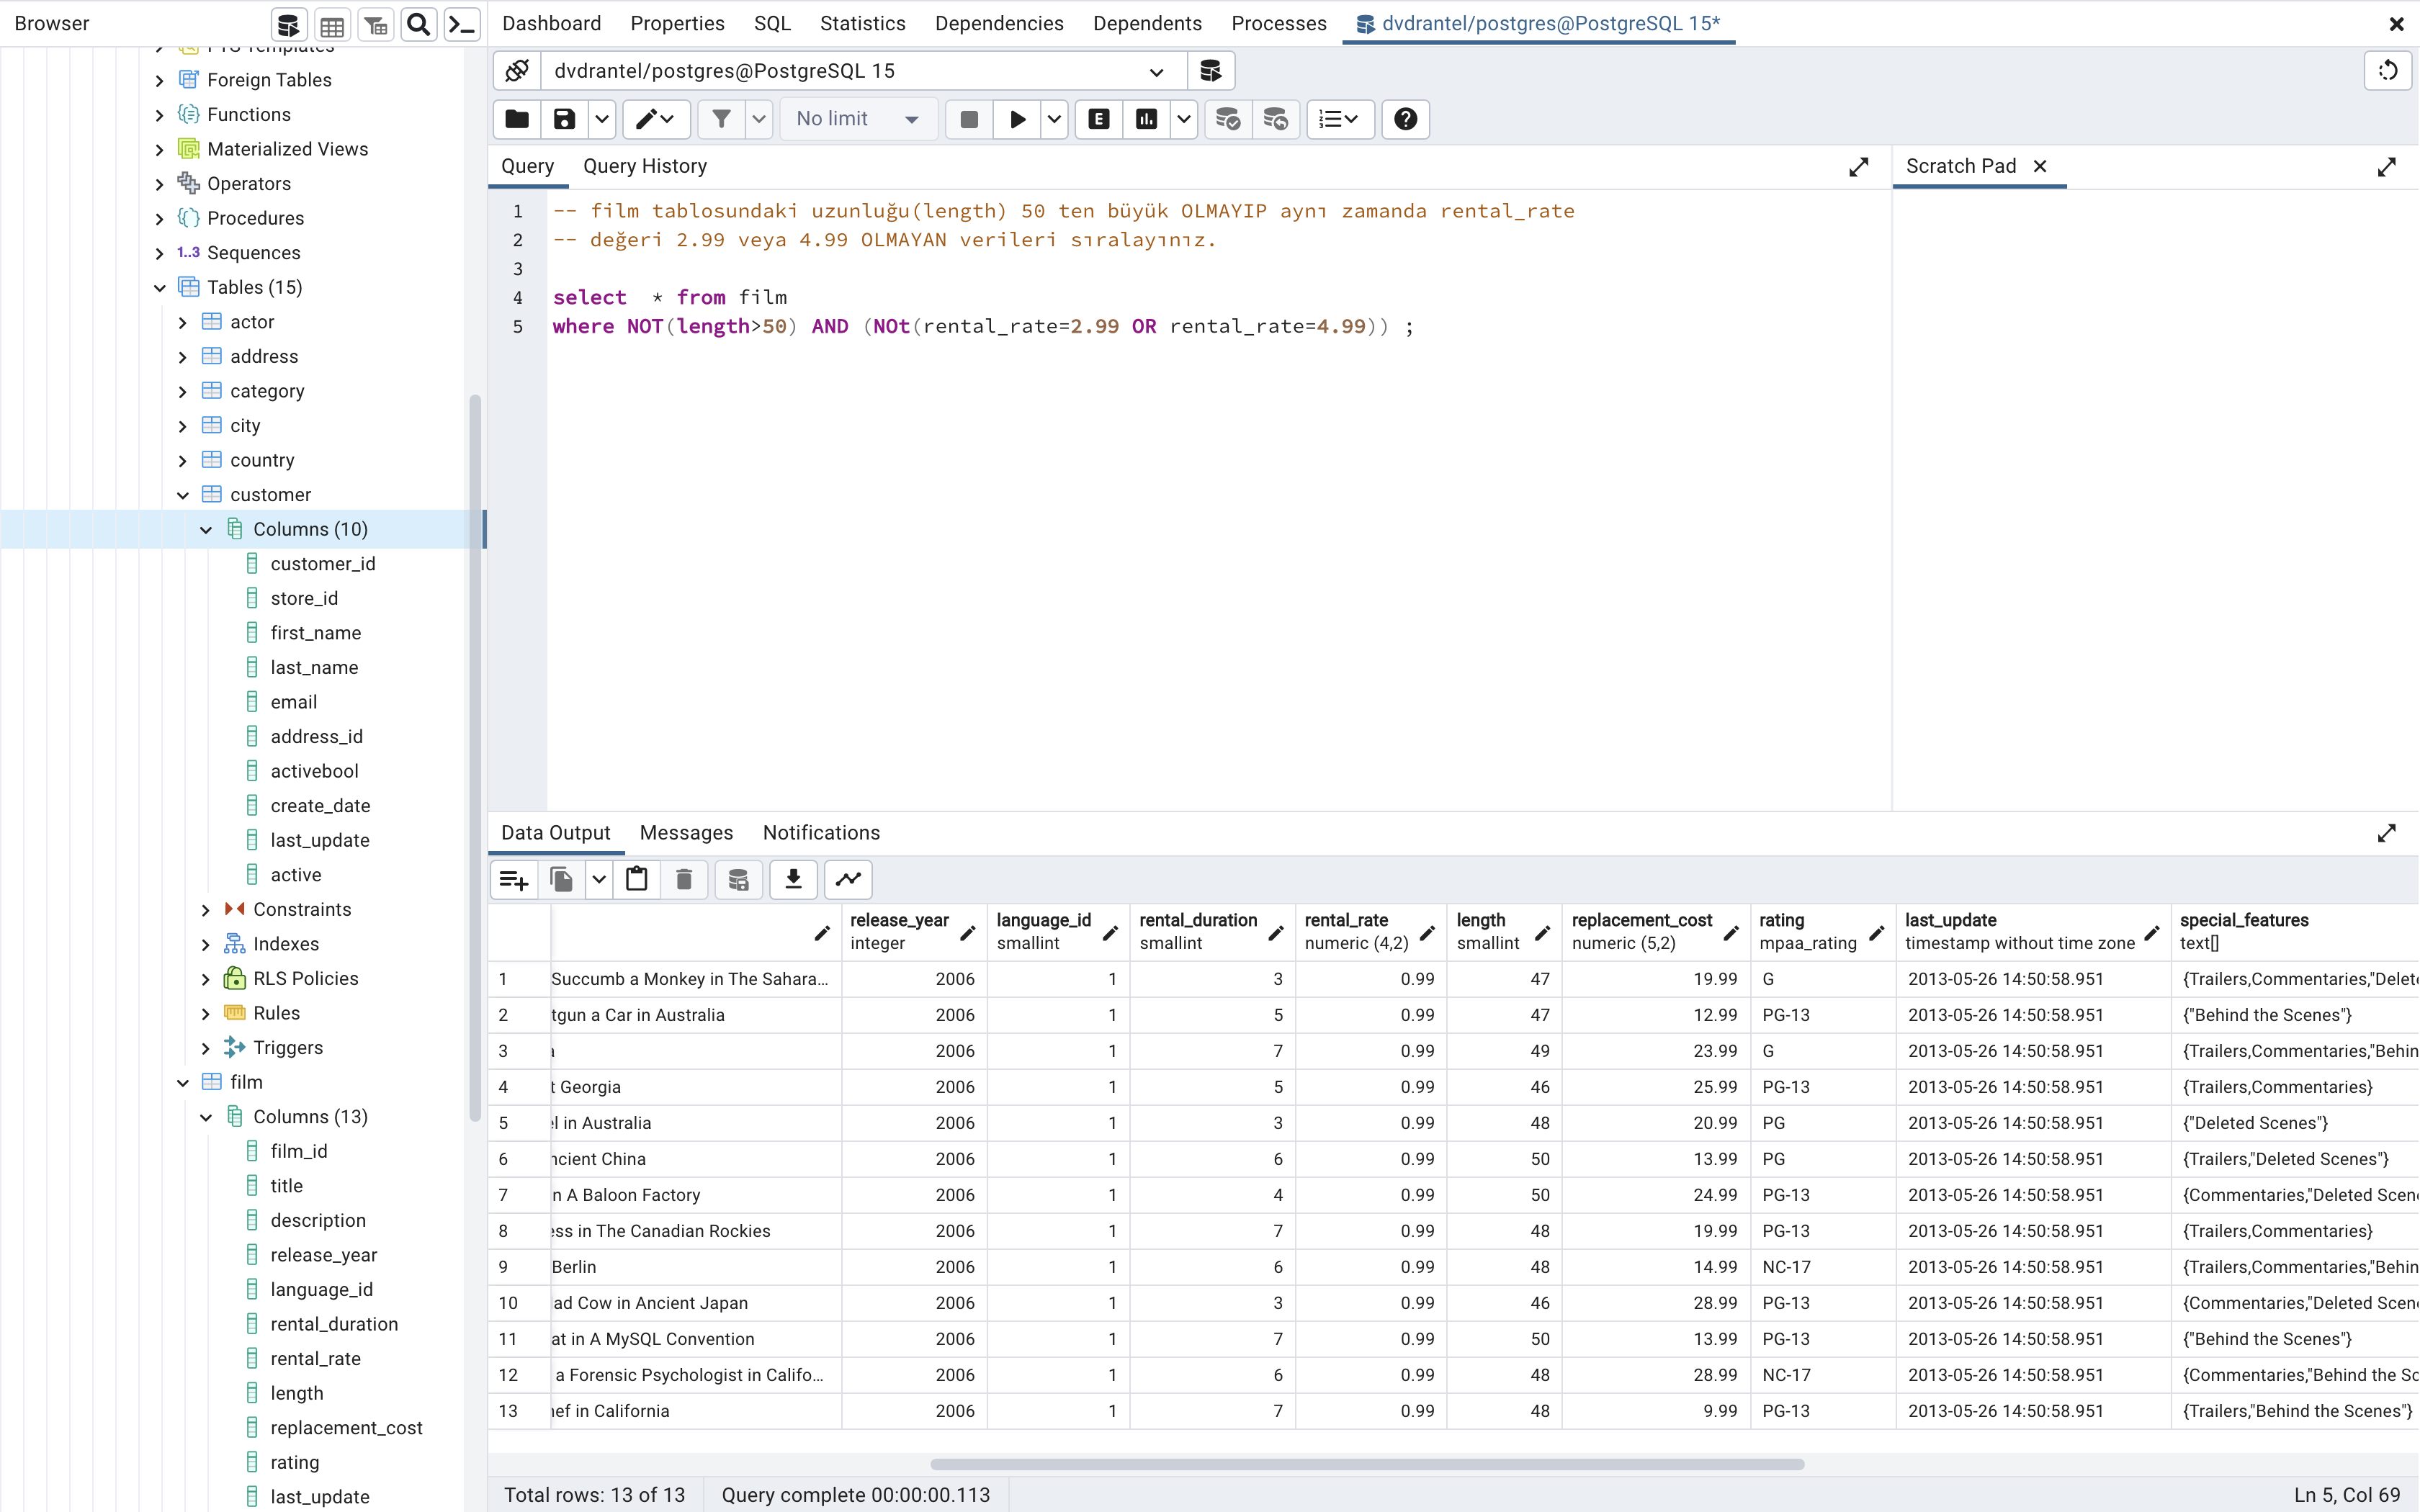 Browser
Dashboard Properties SQL Statistics Dependencies Dependents Processes dvdrantel/postgres@PostgreSQL 15*
FTS Templates
Foreign Tables
Functions
Materialized Views
Operators
Procedures
1..3 Sequences
Tables (15)
actor
address
category
city
country
customer
Columns (10)
customer_id
store_id
first_name
last_name
email
address_id
activebool
create_date
last_update
active
Constraints
Indexes
RLS Policies
Rules
Triggers
film
Columns (13)
film_id
title
description
release_year
language_id
rental_duration
rental_rate
length
replacement_cost
rating
last_update
dvdrantel/postgres@PostgreSQL 15
No limit E
Query Query History
1 -- film tablosundaki uzunluğu(length) 50 ten büyük OLMAYIP aynı zamanda rental_rate
2 -- değeri 2.99 veya 4.99 OLMAYAN verileri sıralayınız.
3
4 select * from film
5 where NOT(length>50) AND (NOt(rental_rate=2.99 OR rental_rate=4.99)) ;
Scratch Pad
Data Output Messages Notifications
release_year language_id rental_duration rental_rate length replacement_cost rating last_update special_features
integer smallint smallint numeric (4,2) smallint numeric (5,2) mpaa_rating timestamp without time zone text[]
1 Succumb a Monkey in The Sahara... 2006 1 3 0.99 47 19.99 G 2013-05-26 14:50:58.951 {Trailers,Commentaries,"Delet
2 tgun a Car in Australia 2006 1 5 0.99 47 12.99 PG-13 2013-05-26 14:50:58.951 {"Behind the Scenes"}
3 a 2006 1 7 0.99 49 23.99 G 2013-05-26 14:50:58.951 {Trailers,Commentaries,"Behin
4 t Georgia 2006 1 5 0.99 46 25.99 PG-13 2013-05-26 14:50:58.951 {Trailers,Commentaries}
5 el in Australia 2006 1 3 0.99 48 20.99 PG 2013-05-26 14:50:58.951 {"Deleted Scenes"}
6 ncient China 2006 1 6 0.99 50 13.99 PG 2013-05-26 14:50:58.951 {Trailers,"Deleted Scenes"}
7 n A Baloon Factory 2006 1 4 0.99 50 24.99 PG-13 2013-05-26 14:50:58.951 {Commentaries,"Deleted Scen
8 ess in The Canadian Rockies 2006 1 7 0.99 48 19.99 PG-13 2013-05-26 14:50:58.951 {Trailers,Commentaries}
9 Berlin 2006 1 6 0.99 48 14.99 NC-17 2013-05-26 14:50:58.951 {Trailers,Commentaries,"Behin
10 ad Cow in Ancient Japan 2006 1 3 0.99 46 28.99 PG-13 2013-05-26 14:50:58.951 {Commentaries,"Deleted Scen
11 at in A MySQL Convention 2006 1 7 0.99 50 13.99 PG-13 2013-05-26 14:50:58.951 {"Behind the Scenes"}
12 a Forensic Psychologist in Califo... 2006 1 6 0.99 48 28.99 NC-17 2013-05-26 14:50:58.951 {Commentaries,"Behind the Sc
13 hef in California 2006 1 7 0.99 48 9.99 PG-13 2013-05-26 14:50:58.951 {Trailers,"Behind the Scenes"}
Total rows: 13 of 13 Query complete 00:00:00.113 Ln 5, Col 69